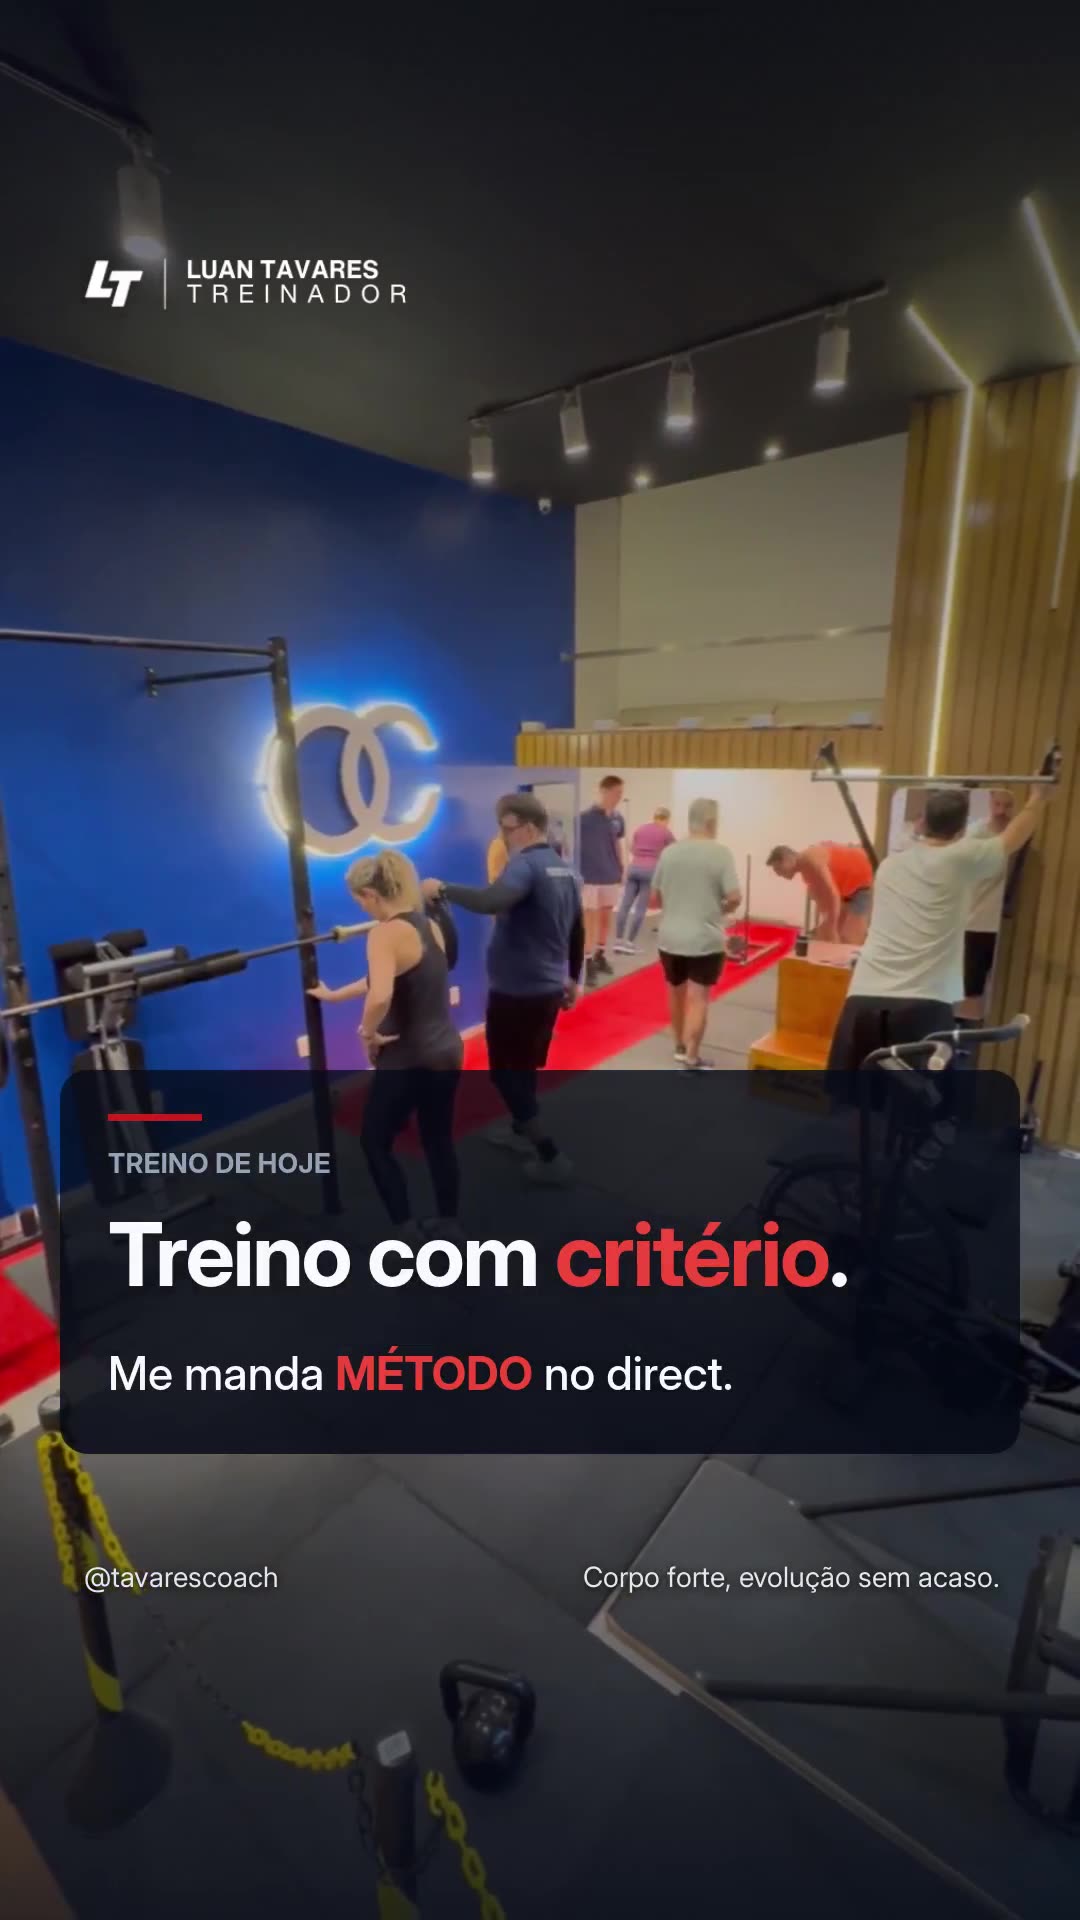 LT
LUAN TAVARES
TREINADOR
TREINO DE HOJE
Treino com critério.
Me manda MÉTODO no direct.
@tavarescoach
Corpo forte, evolução sem acaso.